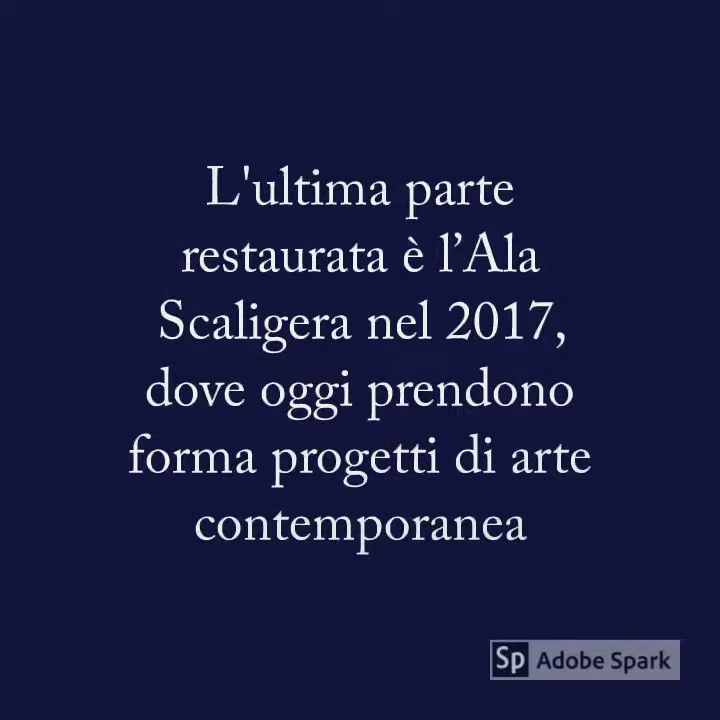 L'ultima parte
restaurata è l’Ala
Scaligera nel 2017,
dove oggi prendono
forma progetti di arte
contemporanea
Sp Adobe Spark